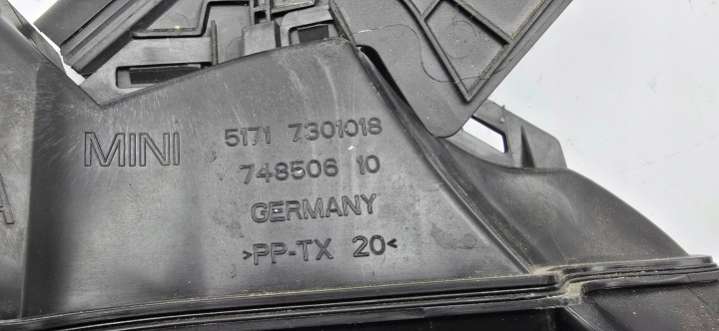 MINI 5171 7301018
748506 10
GERMANY
>PP-TX 20<